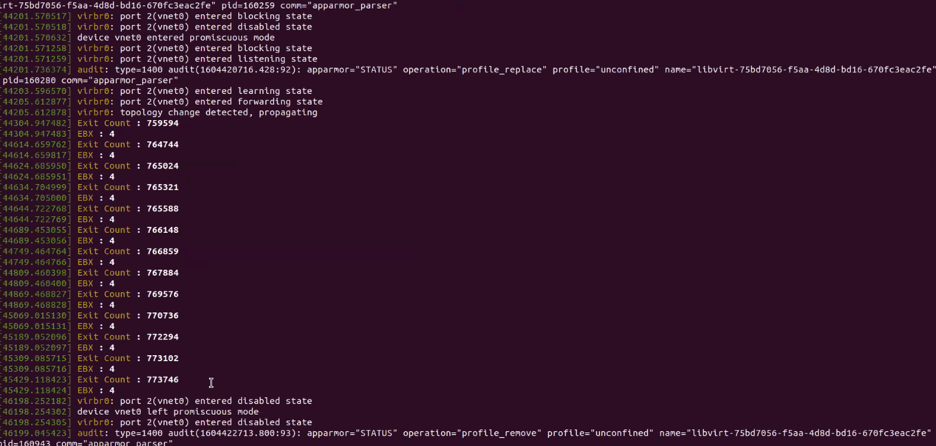 irt-75bd7056-f5aa-4d8d-bd16-670fc3eac2fe" pid=160259 comm="apparmor_parser"
[44201.570517] virbr0: port 2(vnet0) entered blocking state
[44201.570518] virbr0: port 2(vnet0) entered disabled state
[44201.570632] device vnet0 entered promiscuous mode
[44201.571258] virbr0: port 2(vnet0) entered blocking state
[44201.571259] virbr0: port 2(vnet0) entered listening state
[44201.736374] audit: type=1400 audit(1604420716.428:92): apparmor="STATUS" operation="profile_replace" profile="unconfined" name="libvirt-75bd7056-f5aa-4d8d-bd16-670fc3eac2fe"
pid=160280 comm="apparmor_parser"
[44203.596570] virbr0: port 2(vnet0) entered learning state
[44205.612877] virbr0: port 2(vnet0) entered forwarding state
[44205.612878] virbr0: topology change detected, propagating
[44304.947482] Exit Count : 759594
[44304.947483] EBX : 4
[44614.659762] Exit Count : 764744
[44614.659817] EBX : 4
[44624.685950] Exit Count : 765024
[44624.685951] EBX : 4
[44634.704999] Exit Count : 765321
[44634.705000] EBX : 4
[44644.722768] Exit Count : 765588
[44644.722769] EBX : 4
[44689.453055] Exit Count : 766148
[44689.453056] EBX : 4
[44749.464764] Exit Count : 766859
[44749.464766] EBX : 4
[44809.460398] Exit Count : 767884
[44809.460400] EBX : 4
[44869.468827] Exit Count : 769576
[44869.468828] EBX : 4
[45069.015130] Exit Count : 770736
[45069.015131] EBX : 4
[45189.052096] Exit Count : 772294
[45189.052097] EBX : 4
[45309.085715] Exit Count : 773102
[45309.085716] EBX : 4
[45429.118423] Exit Count : 773746
[45429.118424] EBX : 4
[46198.252182] virbr0: port 2(vnet0) entered disabled state
[46198.254302] device vnet0 left promiscuous mode
[46198.254305] virbr0: port 2(vnet0) entered disabled state
[46199.045423] audit: type=1400 audit(1604422713.800:93): apparmor="STATUS" operation="profile_remove" profile="unconfined" name="libvirt-75bd7056-f5aa-4d8d-bd16-670fc3eac2fe"
pid=160943 comm="apparmor_parser"